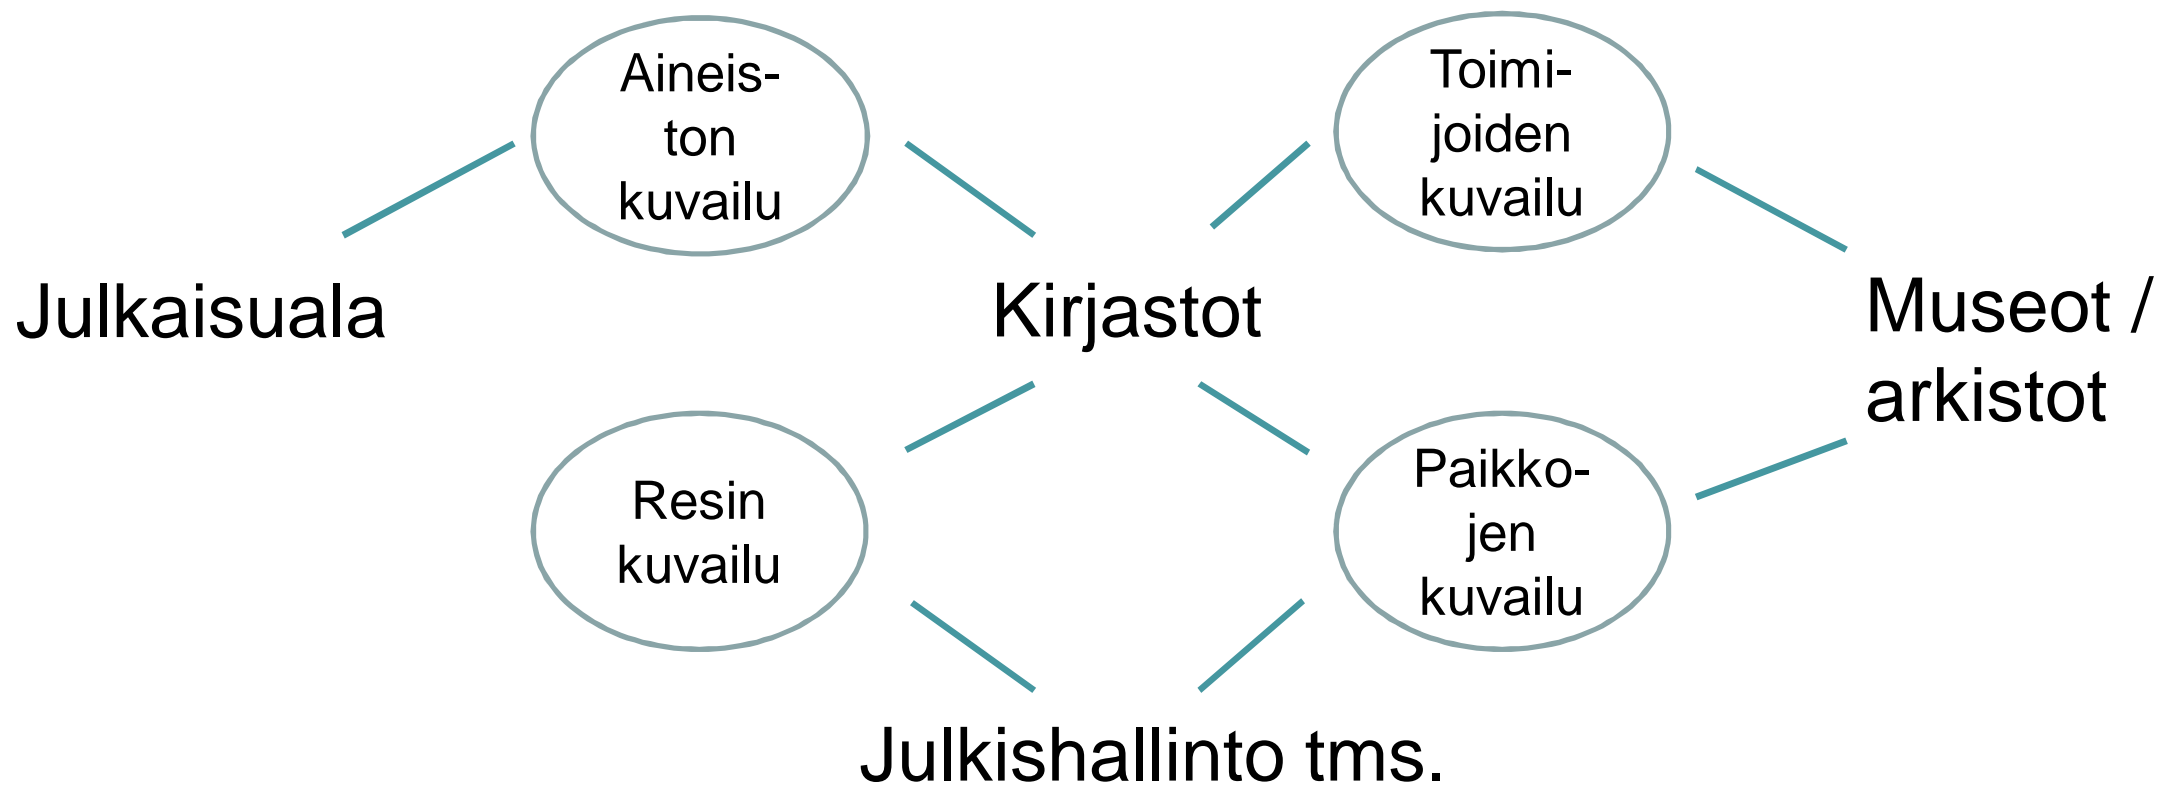 Aineis-
ton
kuvailu
Toimi-
joiden
kuvailu
Julkaisuala
Kirjastot
Museot /
arkistot
Resin
kuvailu
Paikko-
jen
kuvailu
Julkishallinto tms.